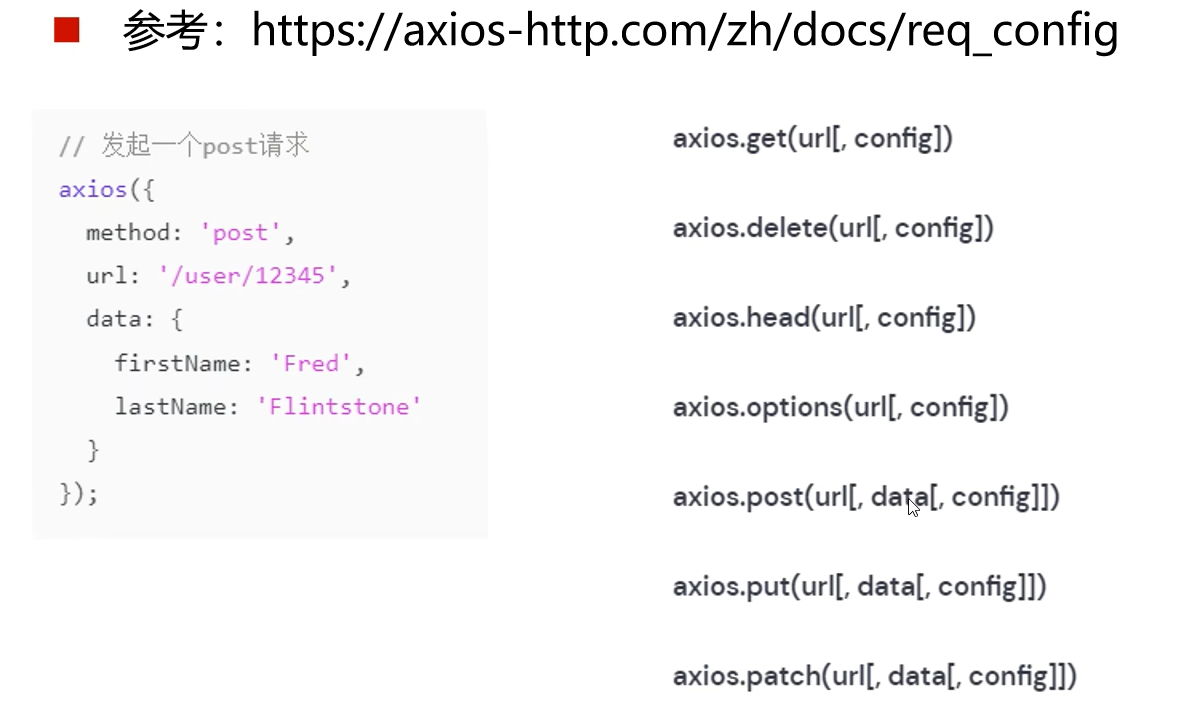 参考：https://axios-http.com/zh/docs/req_config
// 发起一个post请求
axios({
  method: 'post',
  url: '/user/12345',
  data: {
    firstName: 'Fred',
    lastName: 'Flintstone'
  }
});
axios.get(url[, config])
axios.delete(url[, config])
axios.head(url[, config])
axios.options(url[, config])
axios.post(url[, data[, config]])
axios.put(url[, data[, config]])
axios.patch(url[, data[, config]])